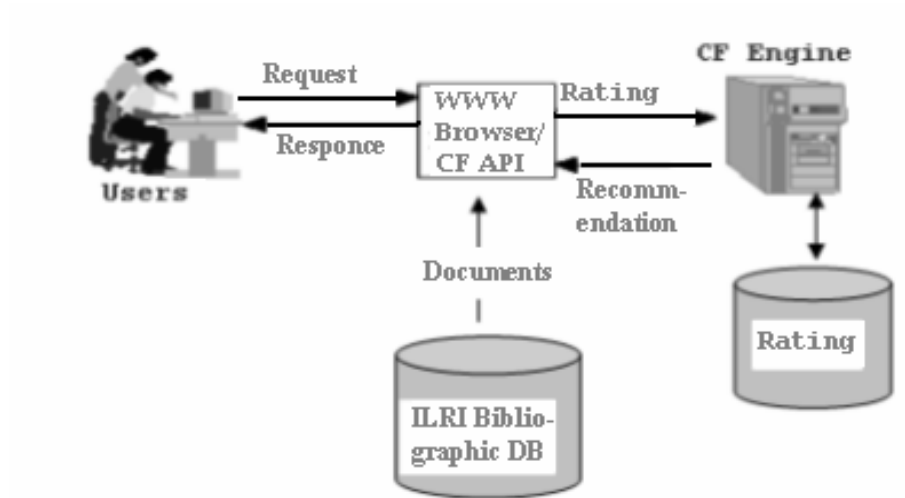 CF Engine
Request
WWW
Browser/
CF API
Rating
Responce
Users
Recomm-
endation
Documents
Rating
ILRI Biblio-
graphic DB